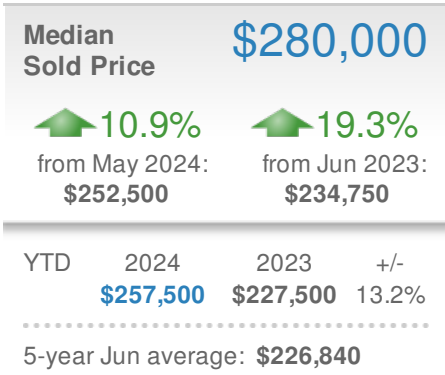 Median $280,000
Sold Price
10.9% 19.3%
from May 2024: from Jun 2023:
$252,500 $234,750
YTD 2024 2023 +/-
$257,500 $227,500 13.2%
5-year Jun average: $226,840